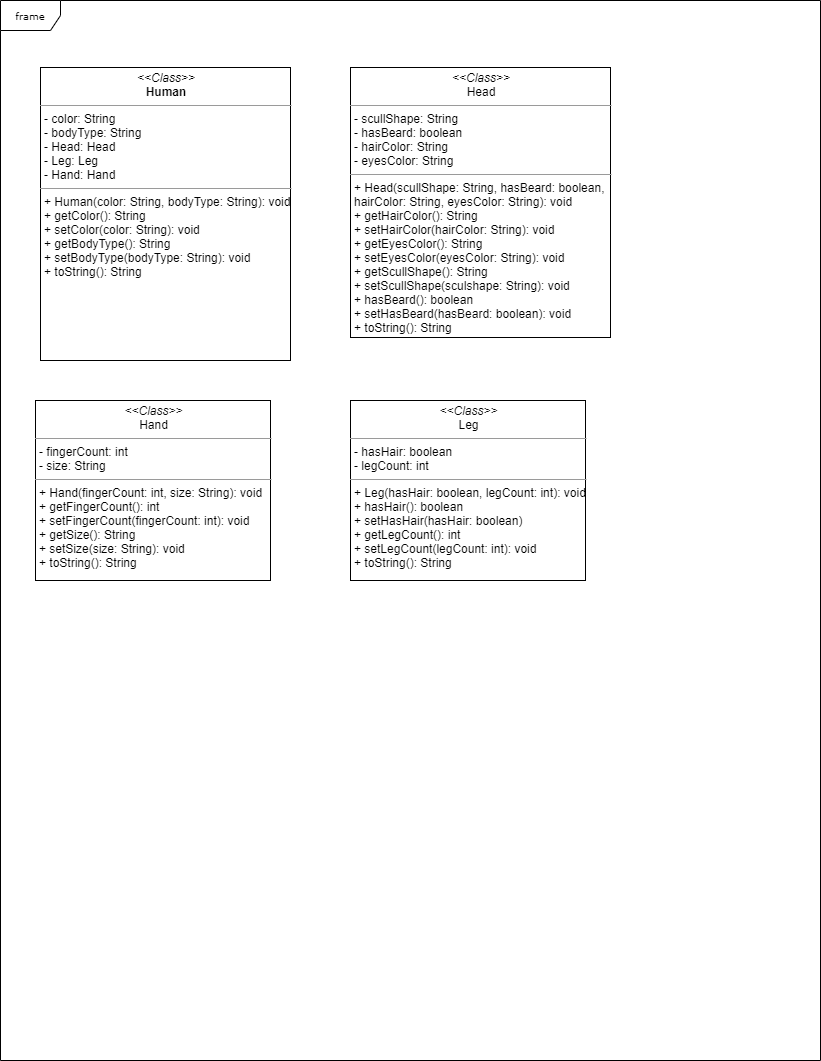 frame
<<Class>>
Human
- color: String
- bodyType: String
- Head: Head
- Leg: Leg
- Hand: Hand
+ Human(color: String, bodyType: String): void
+ getColor(): String
+ setColor(color: String): void
+ getBodyType(): String
+ setBodyType(bodyType: String): void
+ toString(): String
<<Class>>
Head
- scullShape: String
- hasBeard: boolean
- hairColor: String
- eyesColor: String
+ Head(scullShape: String, hasBeard: boolean,
hairColor: String, eyesColor: String): void
+ getHairColor(): String
+ setHairColor(hairColor: String): void
+ getEyesColor(): String
+ setEyesColor(eyesColor: String): void
+ getScullShape(): String
+ setScullShape(sculshape: String): void
+ hasBeard(): boolean
+ setHasBeard(hasBeard: boolean): void
+ toString(): String
<<Class>>
Hand
- fingerCount: int
- size: String
+ Hand(fingerCount: int, size: String): void
+ getFingerCount(): int
+ setFingerCount(fingerCount: int): void
+ getSize(): String
+ setSize(size: String): void
+ toString(): String
<<Class>>
Leg
- hasHair: boolean
- legCount: int
+ Leg(hasHair: boolean, legCount: int): void
+ hasHair(): boolean
+ setHasHair(hasHair: boolean)
+ getLegCount(): int
+ setLegCount(legCount: int): void
+ toString(): String